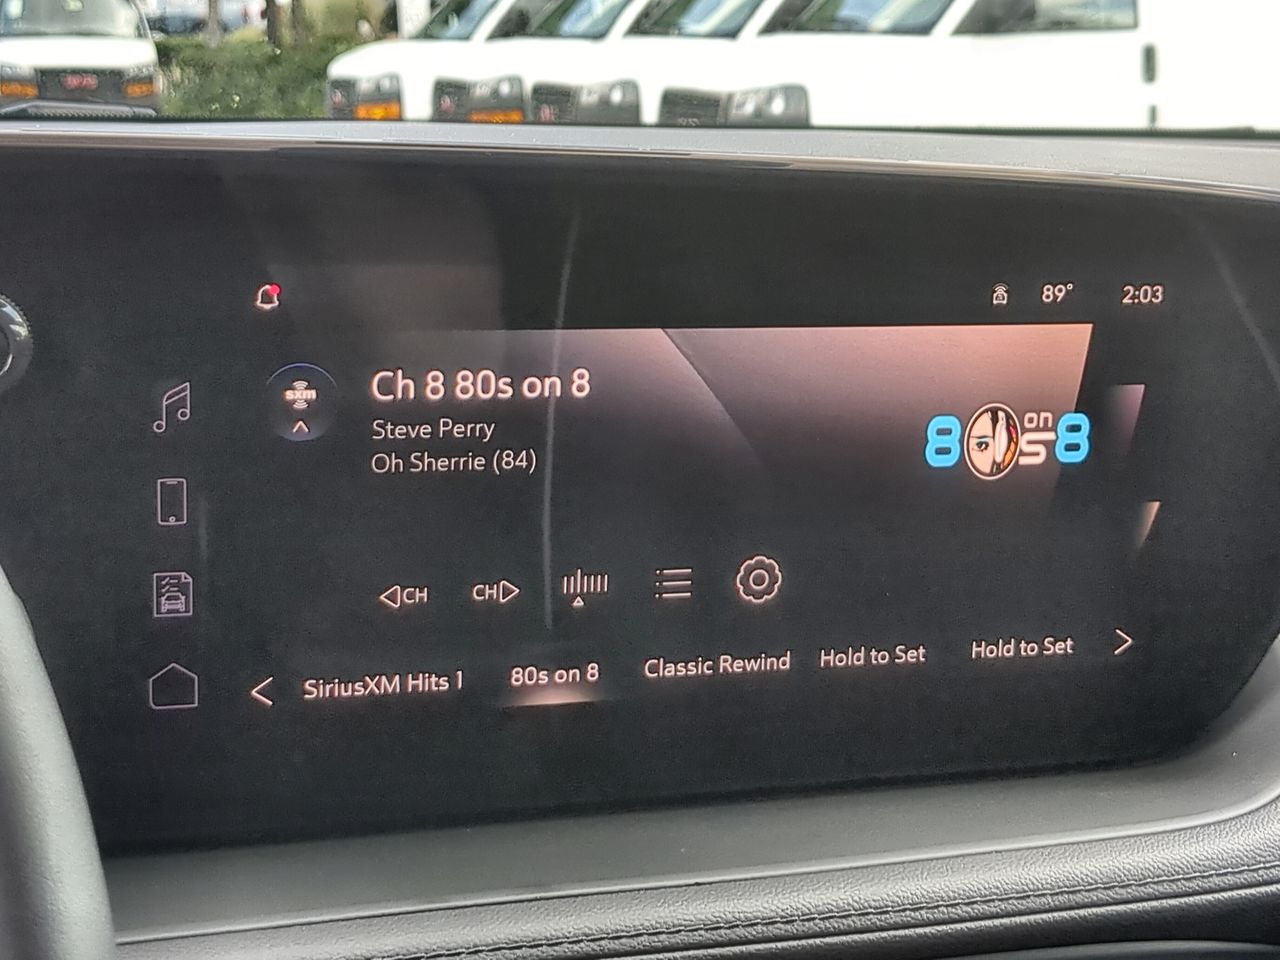 89° 2:03
sxm
Ch 8 80s on 8
Steve Perry
Oh Sherrie (84)
80s on 8
CH CH
SiriusXM Hits 1 80s on 8 Classic Rewind Hold to Set Hold to Set